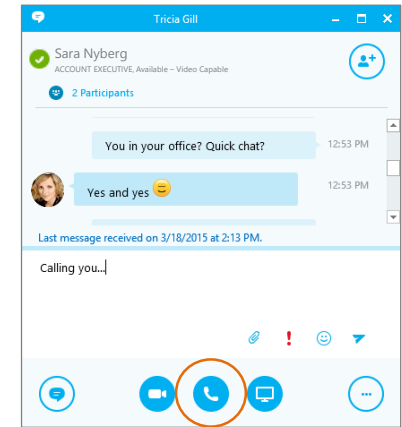 Tricia Gill
Sara Nyberg
ACCOUNT EXECUTIVE, Available – Video Capable
2 Participants
You in your office? Quick chat?
12:53 PM
Yes and yes
12:53 PM
Last message received on 3/18/2015 at 2:13 PM.
Calling you...